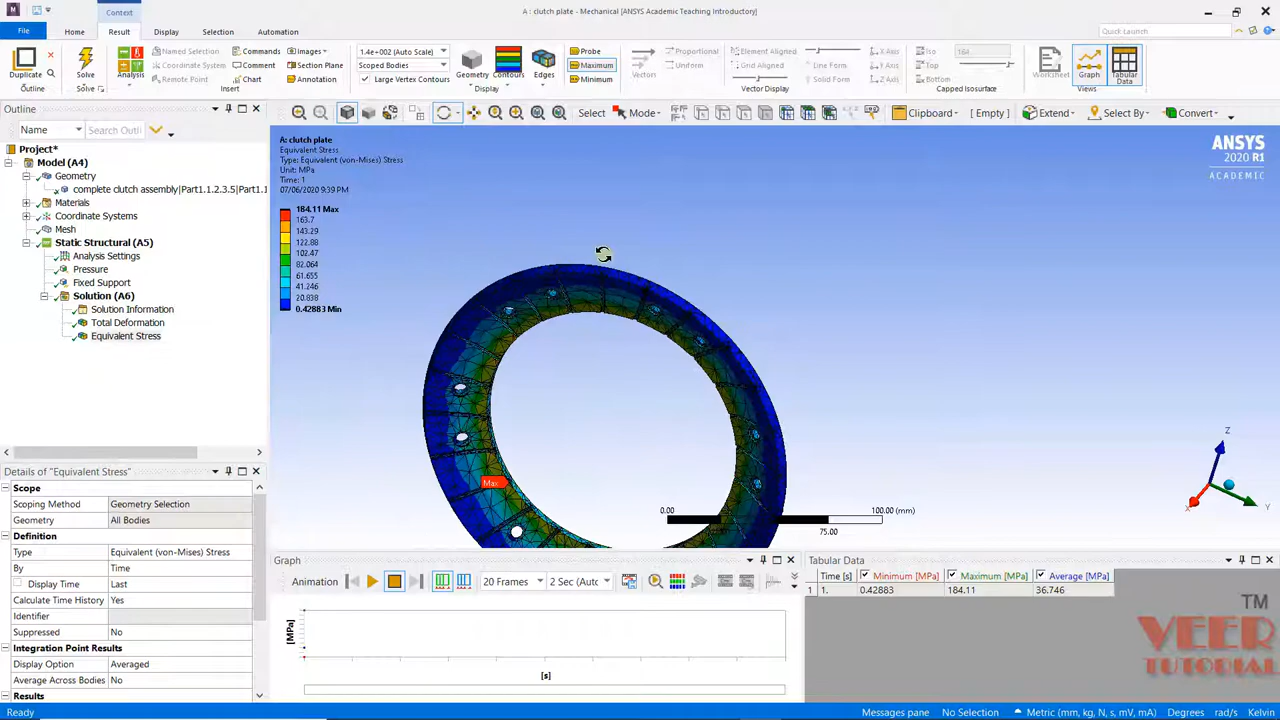 Context
A : clutch plate - Mechanical [ANSYS Academic Teaching Introductory]
File
Home
Result
Display
Selection
Automation
Quick Launch
Duplicate
Outline
Solve
Solve
Analysis
Named Selection
Coordinate System
Remote Point
Commands
Comment
Chart
Images
Section Plane
Annotation
Insert
1.4e+002 (Auto Scale)
Scoped Bodies
Large Vertex Contours
Geometry
Contours
Edges
Display
Probe
Maximum
Minimum
Vectors
Proportional
Uniform
Element Aligned
Grid Aligned
Line Form
Solid Form
X-Axis
Y-Axis
Z-Axis
Vector Display
Iso
164.
Top
Bottom
Capped Isosurface
Worksheet
Graph
Tabular
Data
Views
Outline
Name
Search Outli
Select
Mode
Clipboard
[ Empty ]
Extend
Select By
Convert
Project*
Model (A4)
Geometry
complete clutch assembly|Part1.1.2.3.5|Part1.1
Materials
Coordinate Systems
Mesh
Static Structural (A5)
Analysis Settings
Pressure
Fixed Support
Solution (A6)
Solution Information
Total Deformation
Equivalent Stress
A: clutch plate
Equivalent Stress
Type: Equivalent (von-Mises) Stress
Unit: MPa
Time: 1
07/06/2020 9:39 PM
184.11 Max
163.7
143.29
122.88
102.47
82.064
61.655
41.246
20.838
0.42883 Min
ANSYS
2020 R1
ACADEMIC
Max
0.00
100.00 (mm)
75.00
Z
X
Y
Details of "Equivalent Stress"
Scope
Scoping Method Geometry Selection
Geometry All Bodies
Definition
Type Equivalent (von-Mises) Stress
By Time
Display Time Last
Calculate Time History Yes
Identifier
Suppressed No
Integration Point Results
Display Option Averaged
Average Across Bodies No
Results
Graph
Animation
20 Frames
2 Sec (Auto
[MPa]
[s]
Tabular Data
Time [s] Minimum [MPa] Maximum [MPa] Average [MPa]
1 1. 0.42883 184.11 36.746
TM
VEER
TUTORIAL
Ready
Messages pane
No Selection
Metric (mm, kg, N, s, mV, mA)
Degrees
rad/s
Kelvin